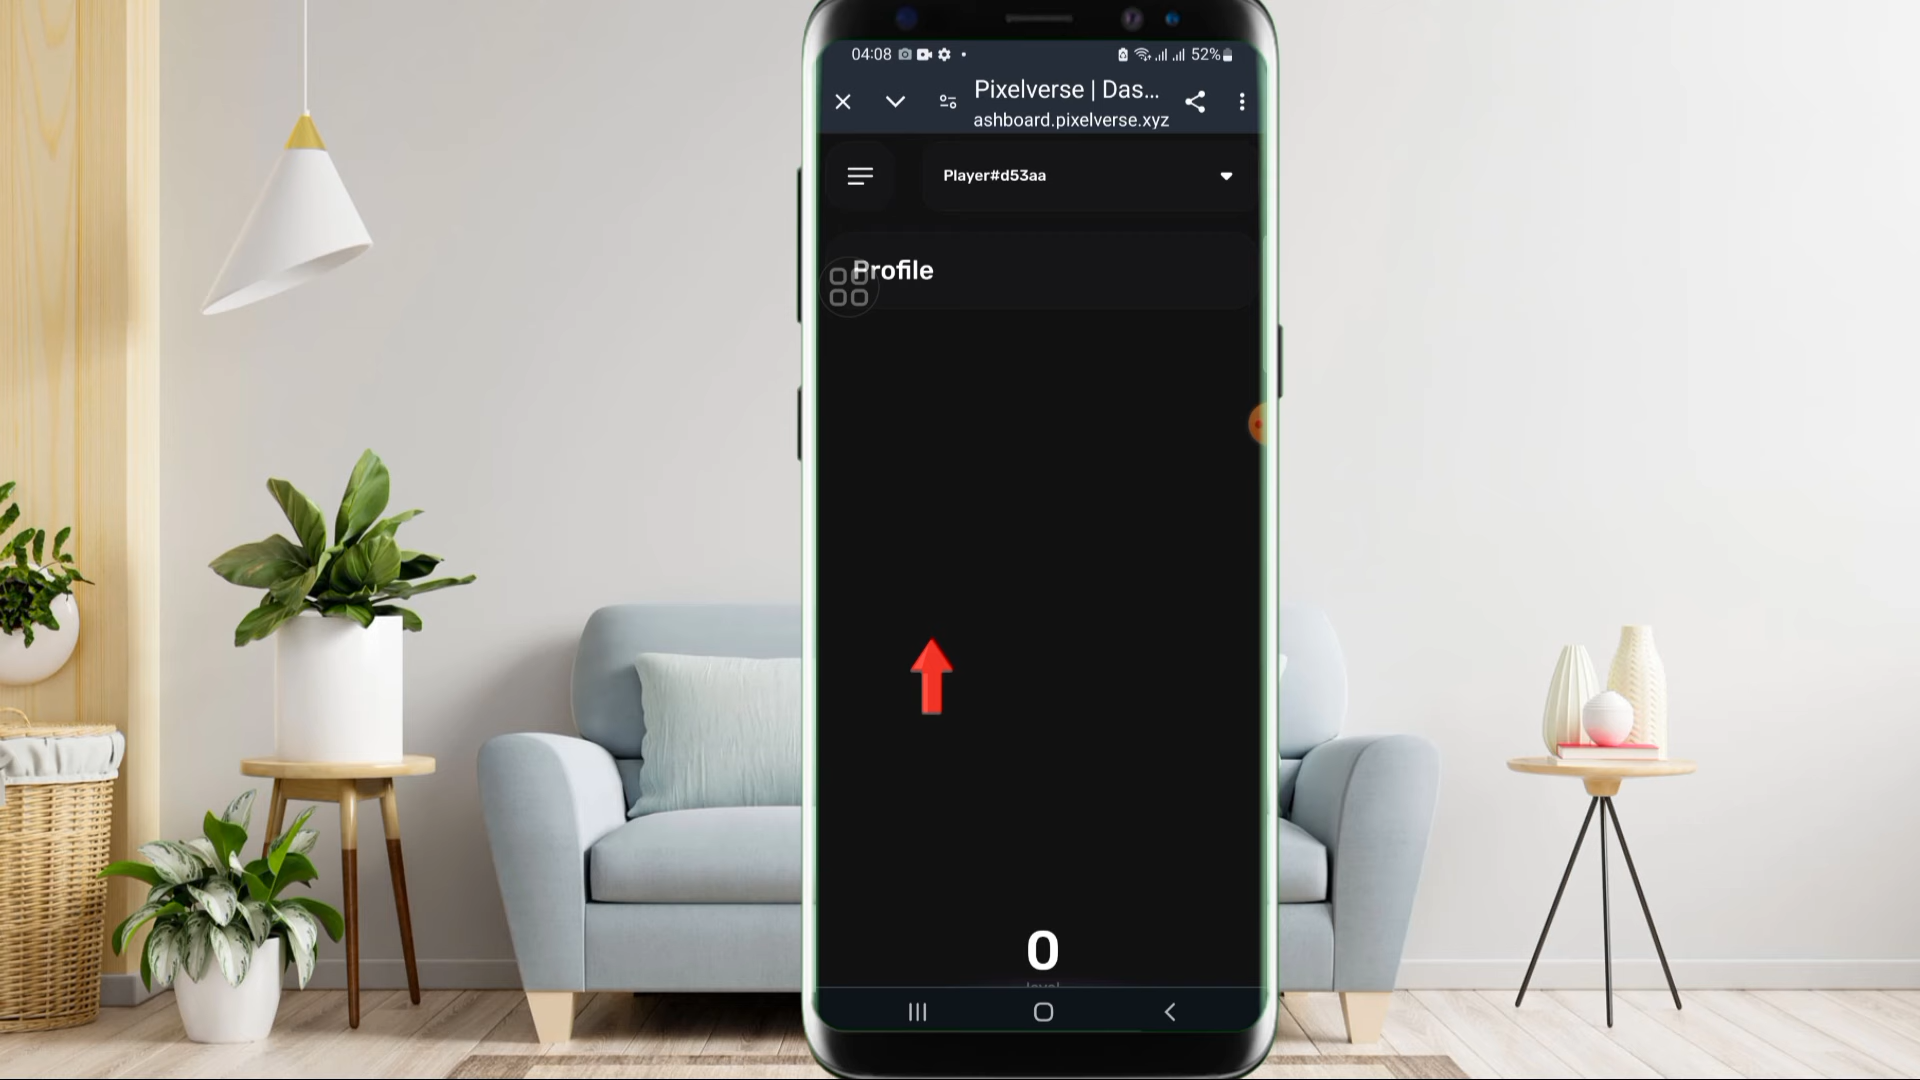 04:08
52%
Pixelverse | Das...
ashboard.pixelverse.xyz
Player#d53aa
Profile
0
level